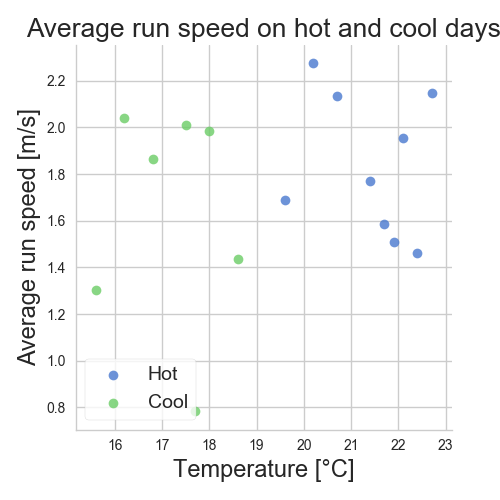 Average run speed on hot and cool days
Average run speed [m/s]
2.2
2.0
1.8
1.6
1.4
1.2
1.0
0.8
Hot
Cool
16 17 18 19 20 21 22 23
Temperature [°C]